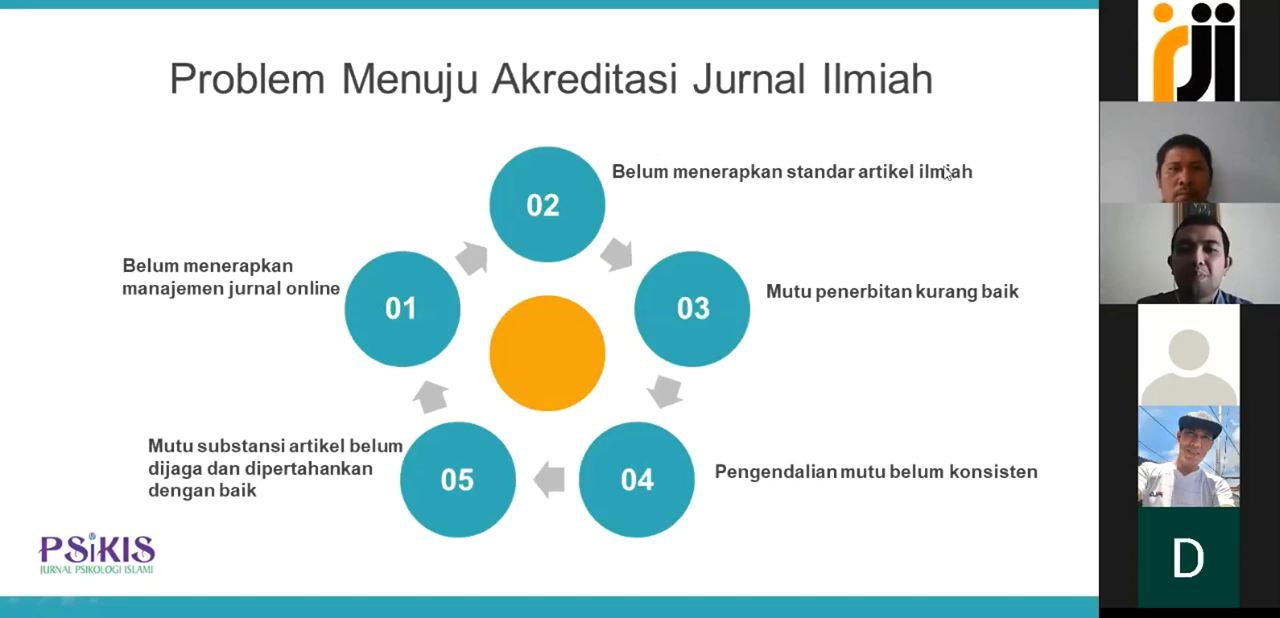 Problem Menuju Akreditasi Jurnal Ilmiah
02
Belum menerapkan standar artikel ilmiah
Belum menerapkan
manajemen jurnal online
01
03
Mutu penerbitan kurang baik
Mutu substansi artikel belum
dijaga dan dipertahankan
dengan baik
05
04
Pengendalian mutu belum konsisten
PSiKIS
JURNAL PSIKOLOGI ISLAMI
rji
D